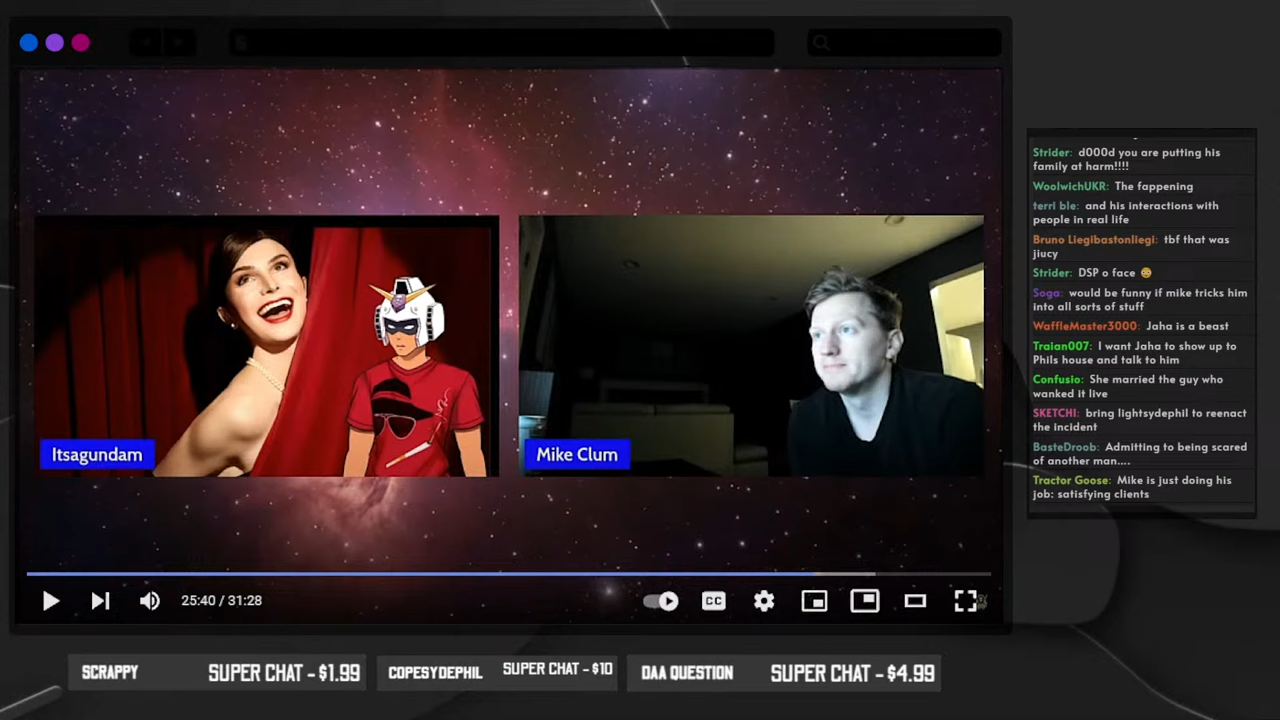 Strider: d000d you are putting his
family at harm!!!!
WoolwichUKR: The fappening
terri ble: and his interactions with
people in real life
Bruno Liegibastonliegi: tbf that was
jiucy
Strider: DSP o face 😳
Soga: would be funny if mike tricks him
into all sorts of stuff
WaffleMaster3000: Jaha is a beast
Traian007: I want Jaha to show up to
Phils house and talk to him
Confusio: She married the guy who
wanked it live
SKETCHI: bring lightsydephil to reenact
the incident
BasteDroob: Admitting to being scared
of another man....
Tractor Goose: Mike is just doing his
job: satisfying clients
Itsagundam
Mike Clum
25:40 / 31:28
CC
SCRAPPY SUPER CHAT - $1.99
COPESYDEPHIL SUPER CHAT - $10
DAA QUESTION SUPER CHAT - $4.99